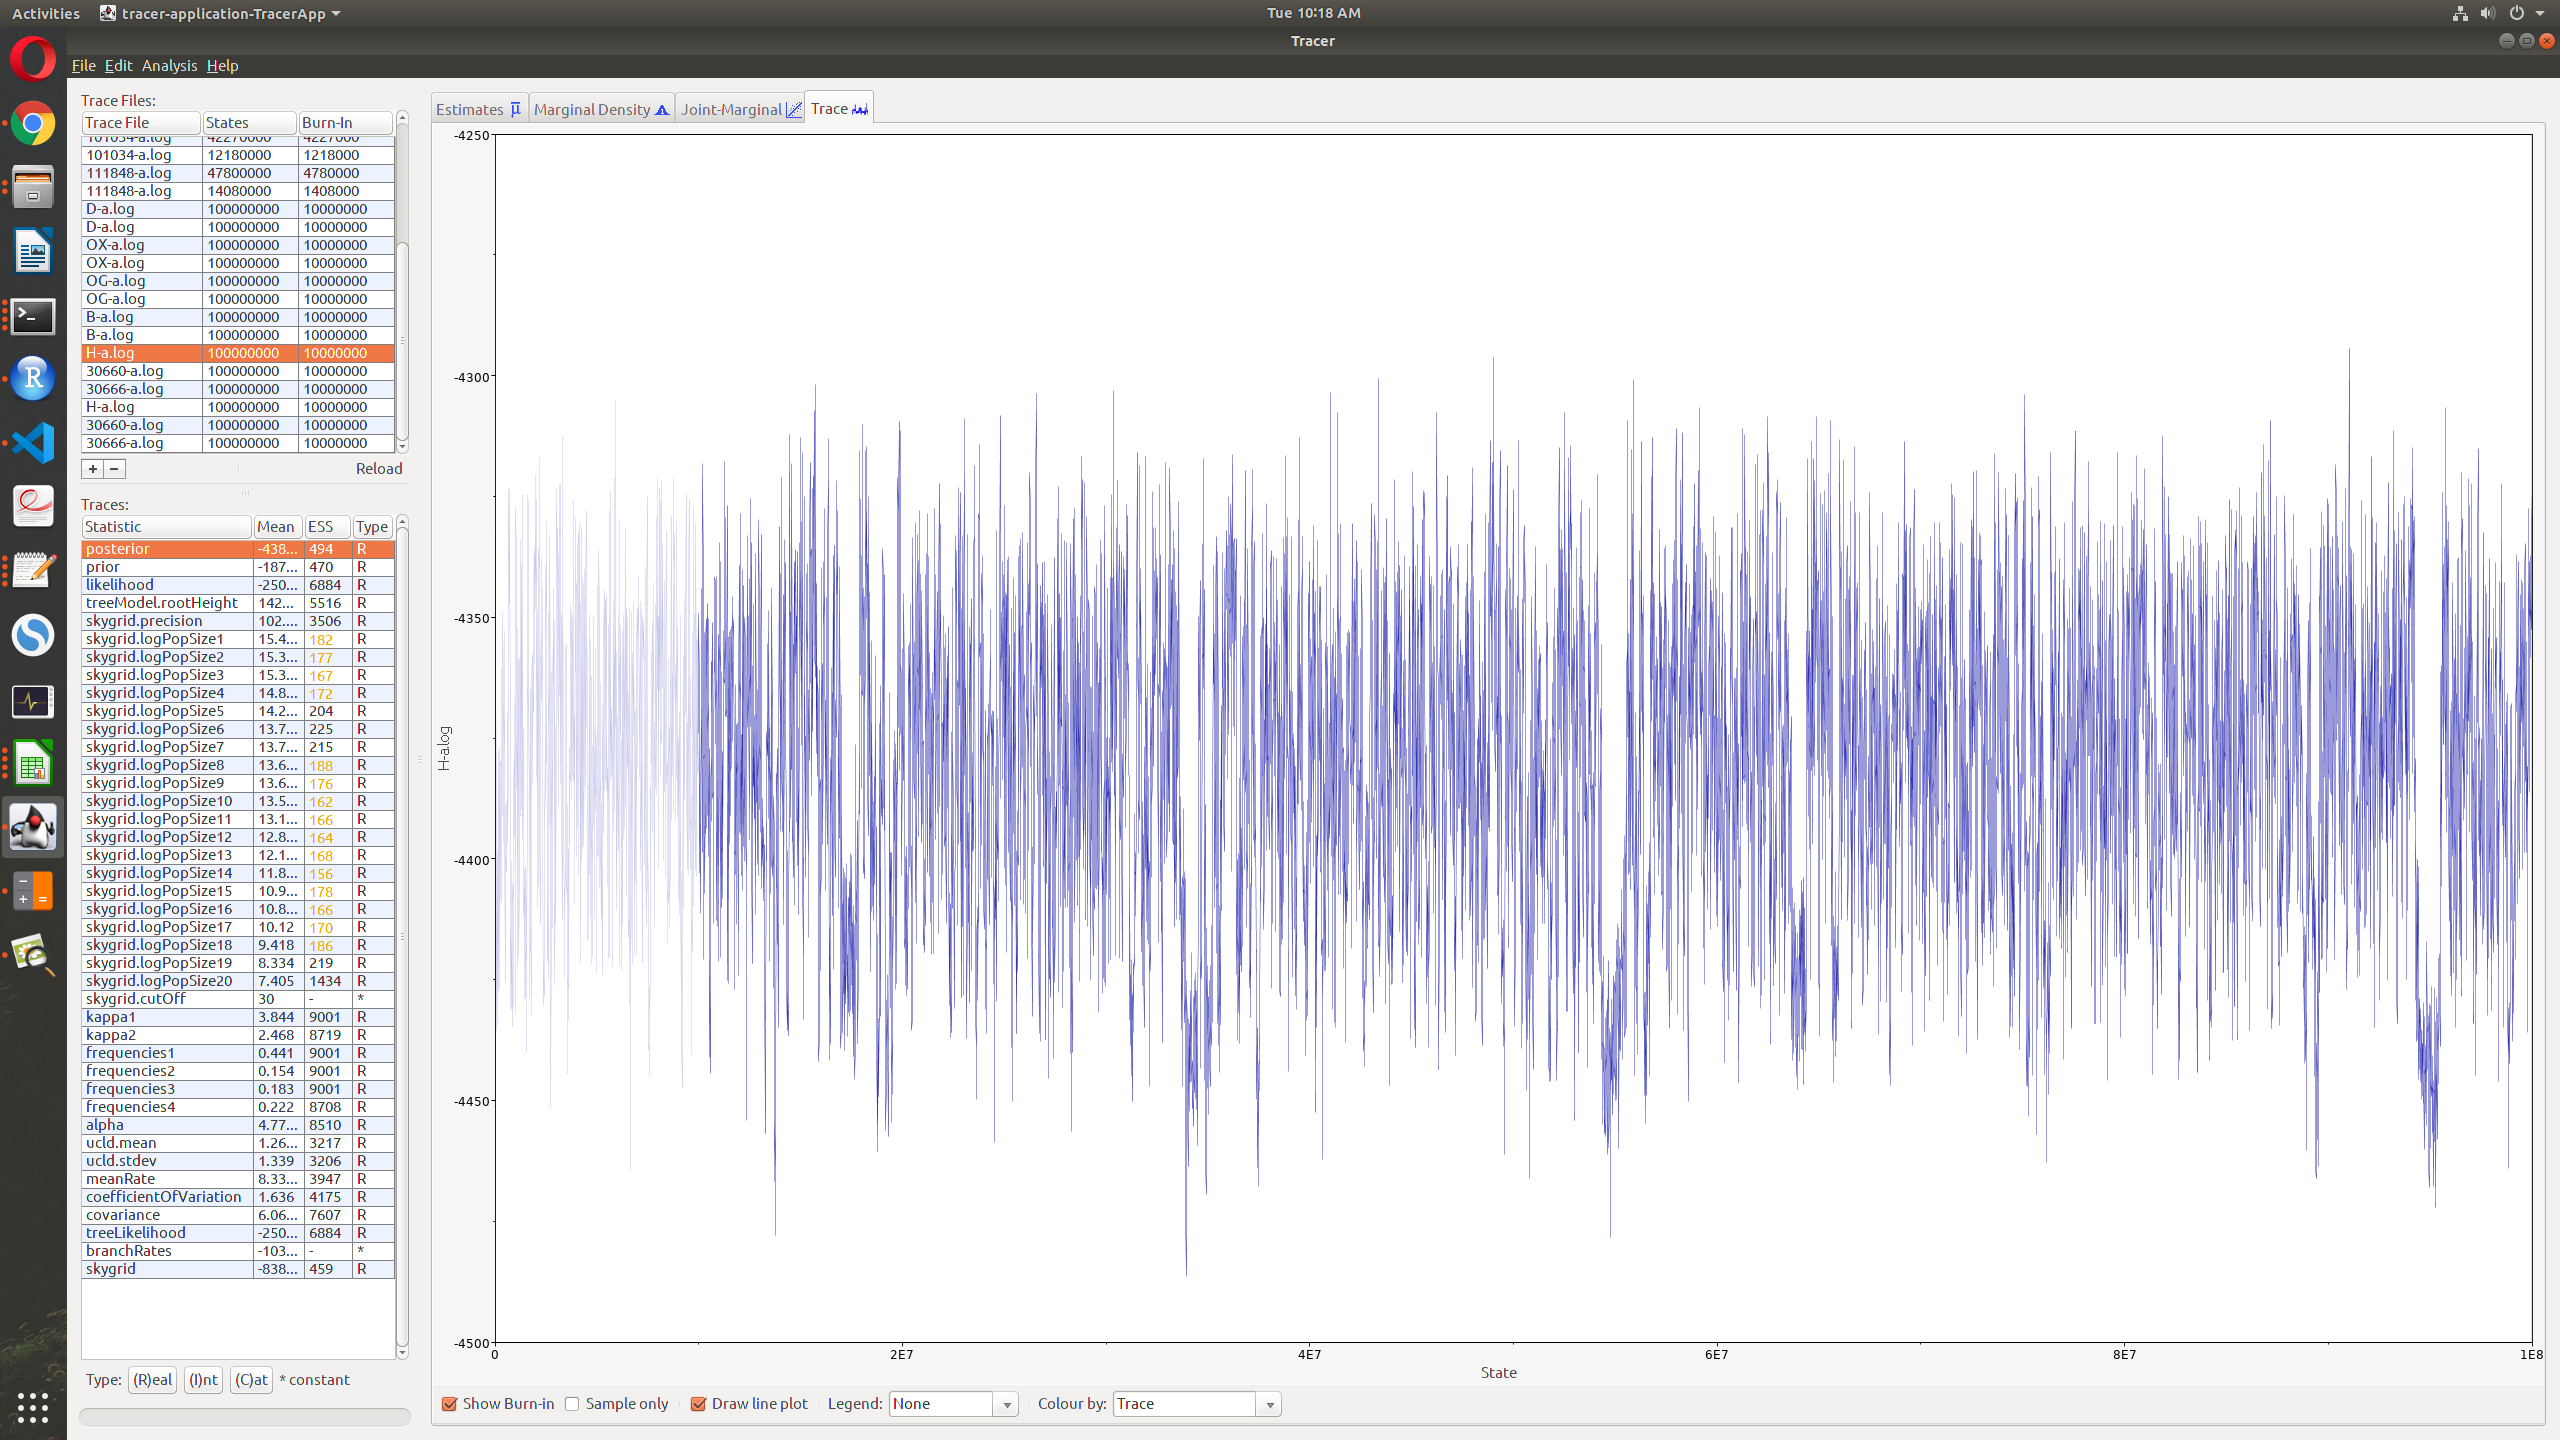 Activities tracer-application-TracerApp Tue 10:18 AM
Tracer
File Edit Analysis Help
Trace Files:
Trace File States Burn-In
101034-a.log 42270000 4227000
101034-a.log 12180000 1218000
111848-a.log 47800000 4780000
111848-a.log 14080000 1408000
D-a.log 100000000 10000000
D-a.log 100000000 10000000
OX-a.log 100000000 10000000
OX-a.log 100000000 10000000
OG-a.log 100000000 10000000
OG-a.log 100000000 10000000
B-a.log 100000000 10000000
B-a.log 100000000 10000000
H-a.log 100000000 10000000
30660-a.log 100000000 10000000
30666-a.log 100000000 10000000
H-a.log 100000000 10000000
30660-a.log 100000000 10000000
30666-a.log 100000000 10000000
+ - Reload
Traces:
Statistic Mean ESS Type
posterior -438... 494 R
prior -187... 470 R
likelihood -250... 6884 R
treeModel.rootHeight 142... 5516 R
skygrid.precision 102.... 3506 R
skygrid.logPopSize1 15.4... 182 R
skygrid.logPopSize2 15.3... 177 R
skygrid.logPopSize3 15.3... 167 R
skygrid.logPopSize4 14.8... 172 R
skygrid.logPopSize5 14.2... 204 R
skygrid.logPopSize6 13.7... 225 R
skygrid.logPopSize7 13.7... 215 R
skygrid.logPopSize8 13.6... 188 R
skygrid.logPopSize9 13.6... 176 R
skygrid.logPopSize10 13.5... 162 R
skygrid.logPopSize11 13.1... 166 R
skygrid.logPopSize12 12.8... 164 R
skygrid.logPopSize13 12.1... 168 R
skygrid.logPopSize14 11.8... 156 R
skygrid.logPopSize15 10.9... 178 R
skygrid.logPopSize16 10.8... 166 R
skygrid.logPopSize17 10.12 170 R
skygrid.logPopSize18 9.418 186 R
skygrid.logPopSize19 8.334 219 R
skygrid.logPopSize20 7.405 1434 R
skygrid.cutOff 30 - *
kappa1 3.844 9001 R
kappa2 2.468 8719 R
frequencies1 0.441 9001 R
frequencies2 0.154 9001 R
frequencies3 0.183 9001 R
frequencies4 0.222 8708 R
alpha 4.77... 8510 R
ucld.mean 1.26... 3217 R
ucld.stdev 1.339 3206 R
meanRate 8.33... 3947 R
coefficientOfVariation 1.636 4175 R
covariance 6.06... 7607 R
treeLikelihood -250... 6884 R
branchRates -103... - *
skygrid -838... 459 R
Type: (R)eal (I)nt (C)at * constant
Estimates Marginal Density Joint-Marginal Trace
-4250
-4300
-4350
-4400
-4450
-4500
H-a.log
0 2E7 4E7 6E7 8E7 1E8
State
Show Burn-in Sample only Draw line plot Legend: None Colour by: Trace